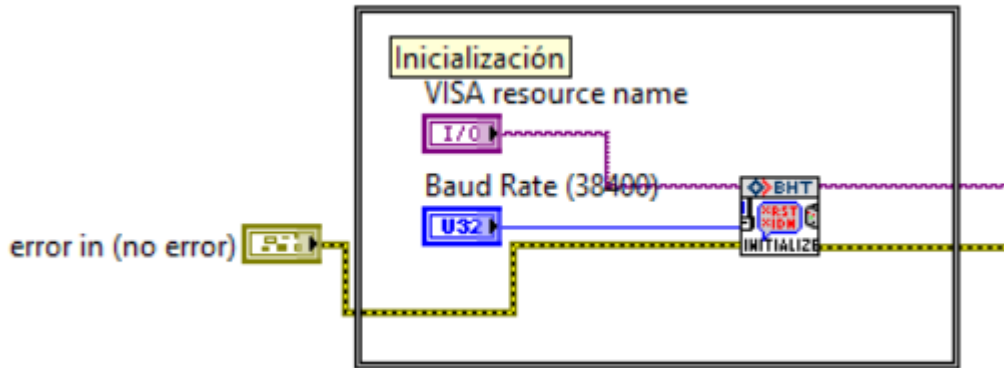 Inicialización
VISA resource name
I/O
Baud Rate (38400)
U32
error in (no error)
BHT
*RST
*IDN
INITIALIZE